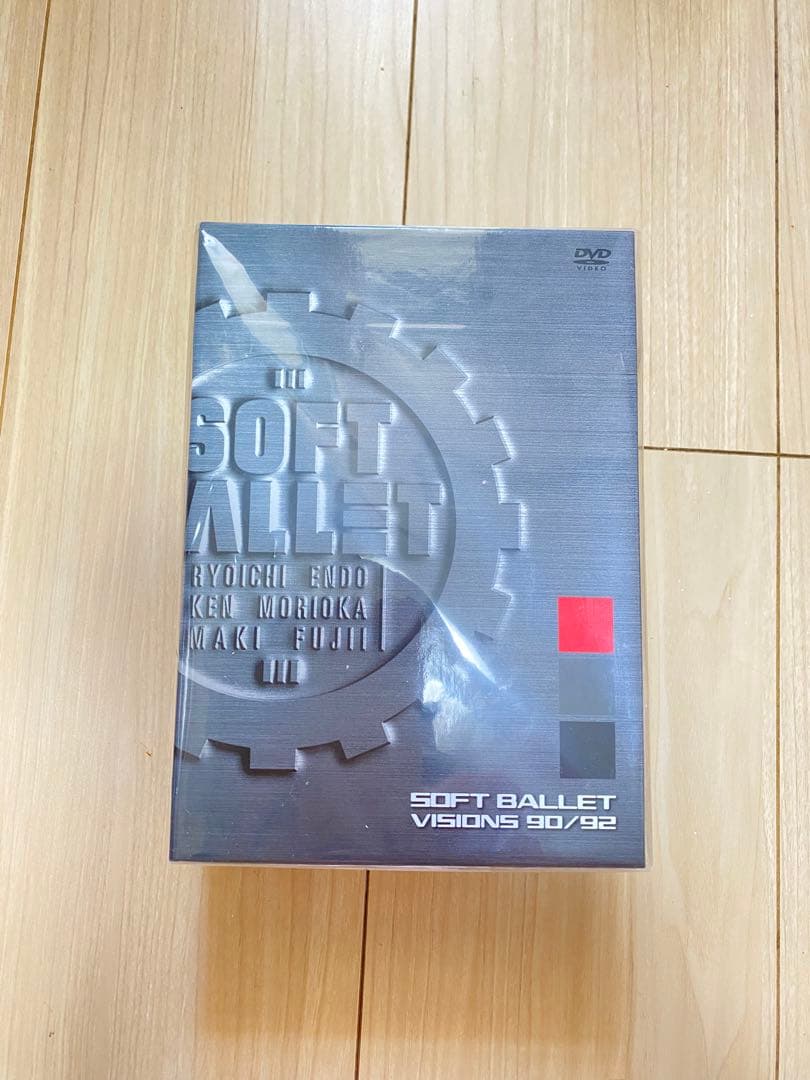 DVD
VIDEO
SOFT
ALLET
RYOICHI ENDO
KEN MORIOKA
MAKI FUJII
SOFT BALLET
VISIONS 90/92